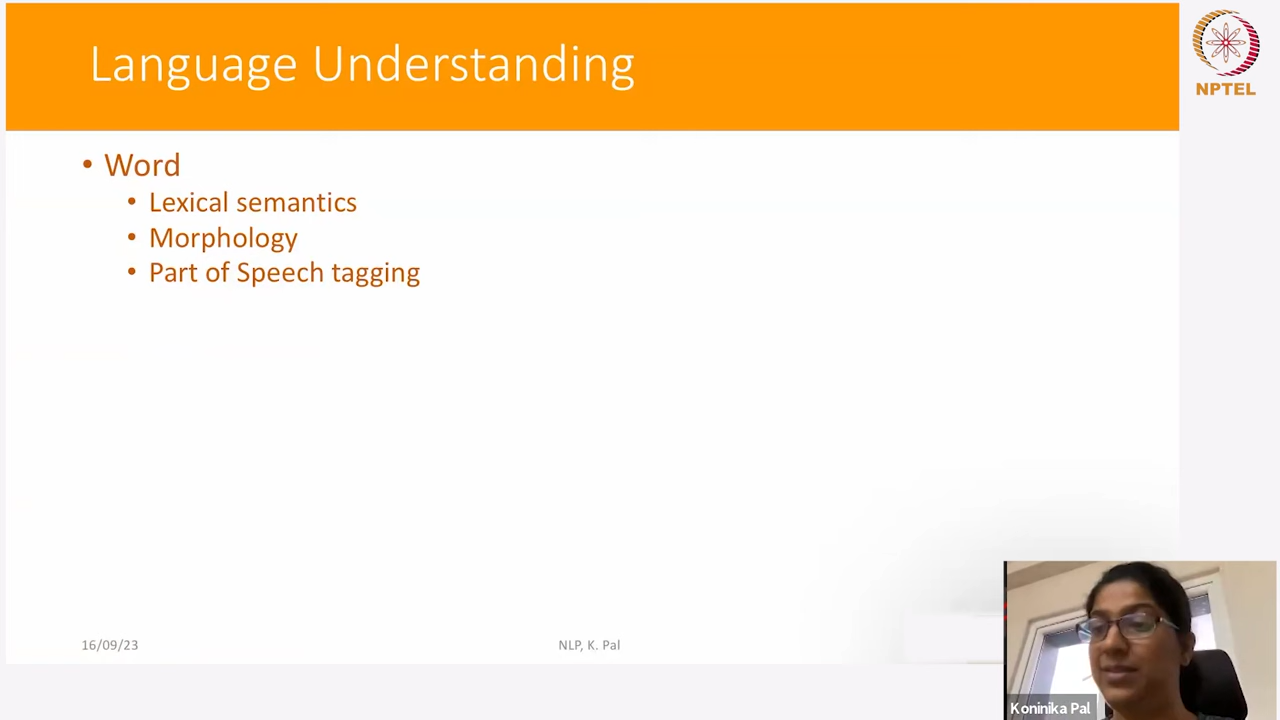 Language Understanding
NPTEL
• Word
• Lexical semantics
• Morphology
• Part of Speech tagging
16/09/23
NLP, K. Pal
Koninika Pal